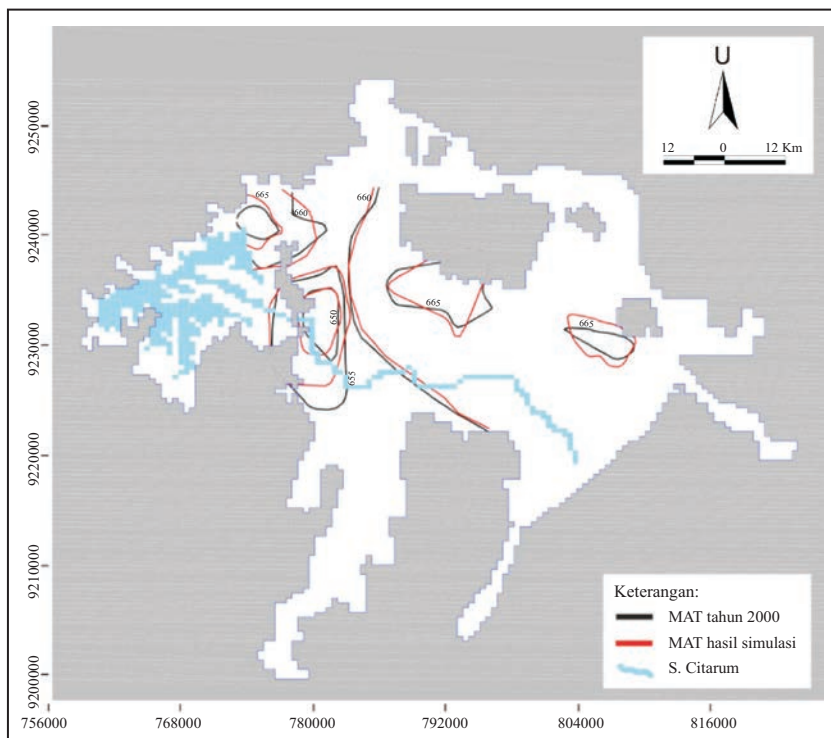 U
12 0 12 Km
9250000
9240000
9230000
9220000
9210000
9200000
665
660
660
650
655
665
665
Keterangan:
MAT tahun 2000
MAT hasil simulasi
S. Citarum
756000 768000 780000 792000 804000 816000